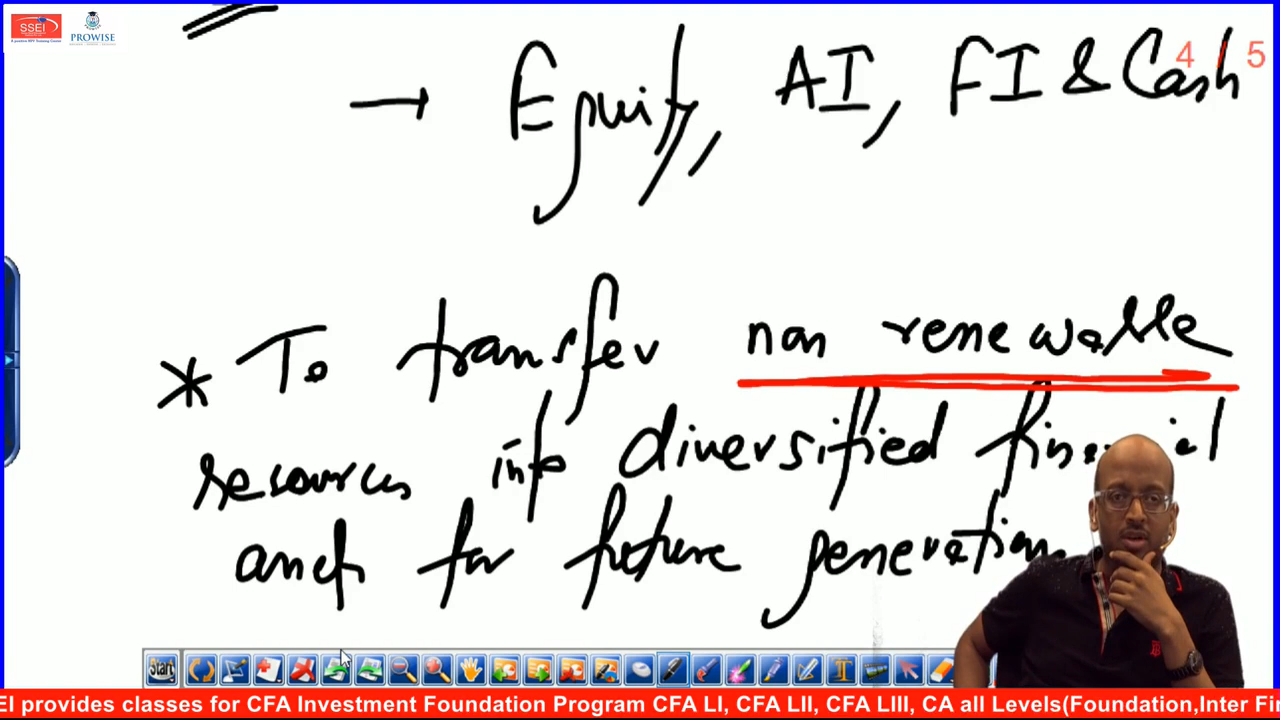 SSEI
PROWISE
4 / 5
→ Equity, AI, FI & Cash
* To transfer non renewable
resources into diversified financial
for future generation
Start
EI provides classes for CFA Investment Foundation Program CFA LI, CFA LII, CFA LIII, CA all Levels(Foundation,Inter Fi